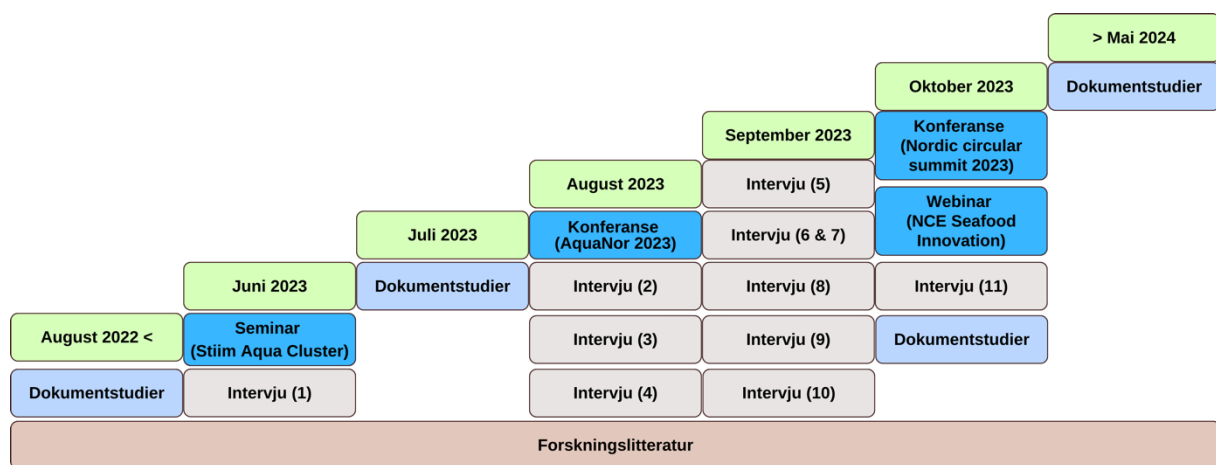 August 2022 <
Dokumentstudier
Juni 2023
Seminar
(Stiim Aqua Cluster)
Intervju (1)
Juli 2023
Dokumentstudier
August 2023
Konferanse
(AquaNor 2023)
Intervju (2)
Intervju (3)
Intervju (4)
September 2023
Intervju (5)
Intervju (6 & 7)
Intervju (8)
Intervju (9)
Intervju (10)
Oktober 2023
Konferanse
(Nordic circular
summit 2023)
Webinar
(NCE Seafood
Innovation)
Intervju (11)
Dokumentstudier
> Mai 2024
Dokumentstudier
Forskningslitteratur